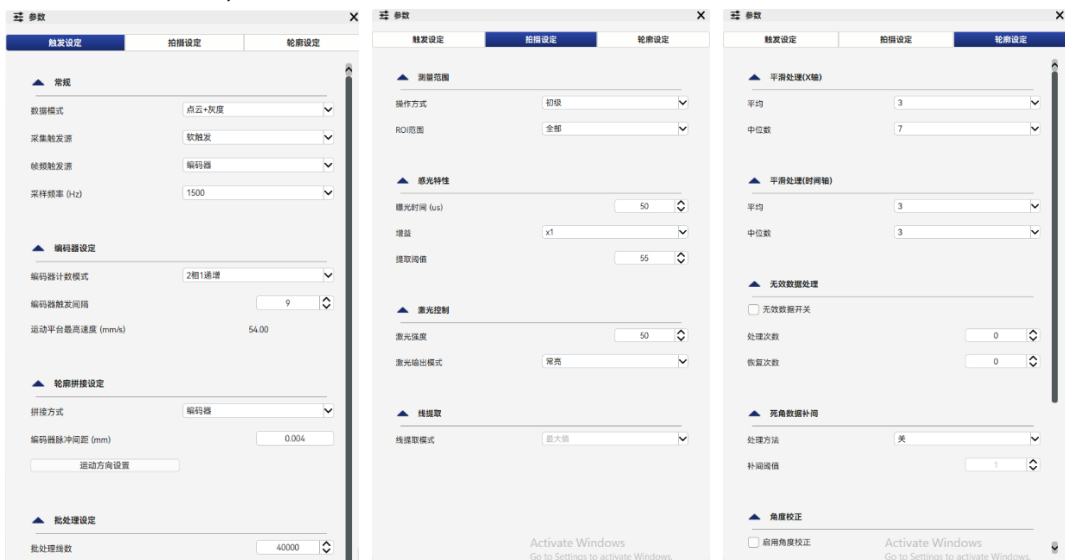 参数
触发设定 拍摄设定 轮廓设定
常规
数据模式 点云+灰度
采集触发源 软触发
帧频触发源 编码器
采样频率 (Hz) 1500
编码器设定
编码器计数模式 2相1递增
编码器触发间隔 9
运动平台最高速度 (mm/s) 54.00
轮廓拼接设定
拼接方式 编码器
编码器脉冲间距 (mm) 0.004
运动方向设置
批处理设定
批处理线数 40000
参数
触发设定 拍摄设定 轮廓设定
测量范围
操作方式 初级
ROI范围 全部
感光特性
曝光时间 (us) 50
增益 x1
提取阈值 55
激光控制
激光强度 50
激光输出模式 常亮
线提取
线提取模式 最大值
Activate Windows
Go to Settings to activate Windows.
参数
触发设定 拍摄设定 轮廓设定
平滑处理(X轴)
平均 3
中位数 7
平滑处理(时间轴)
平均 3
中位数 3
无效数据处理
无效数据开关
处理次数 0
恢复次数 0
死角数据补间
处理方法 关
补间阈值 1
角度校正
启用角度校正
Activate Windows
Go to Settings to activate Windows.